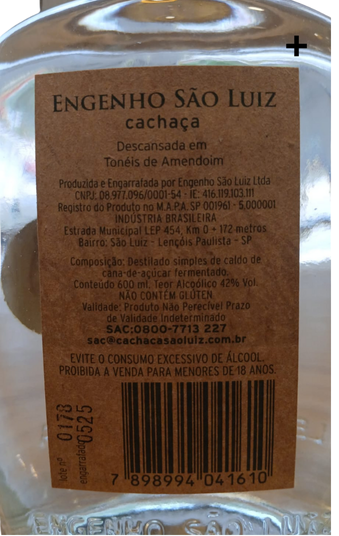 ENGENHO SÃO LUIZ
cachaça
Descansada em
Tonéis de Amendoim
Produzida e Engarrafada por Engenho São Luiz Ltda
CNPJ: 08.977.096/0001-54 - IE: 416.119.103.111
Registro do Produto no M.A.P.A. SP 001961 - 5.000001
INDÚSTRIA BRASILEIRA
Estrada Municipal LEP 454, Km 0 + 172 metros
Bairro: São Luiz - Lençóis Paulista - SP
Composição: Destilado simples de caldo de
cana-de-açúcar fermentado.
Conteúdo 600 ml. Teor Alcoólico 42% Vol.
NÃO CONTÉM GLÚTEN
Validade: Produto Não Perecível Prazo
de Validade Indeterminado
SAC:0800-7713 227
sac@cachacasaoluiz.com.br
EVITE O CONSUMO EXCESSIVO DE ÁLCOOL.
PROIBIDA A VENDA PARA MENORES DE 18 ANOS
lote nº 0178
engarrafado 0525
7 898994 041610
ENGENHO SÃO LUIZ